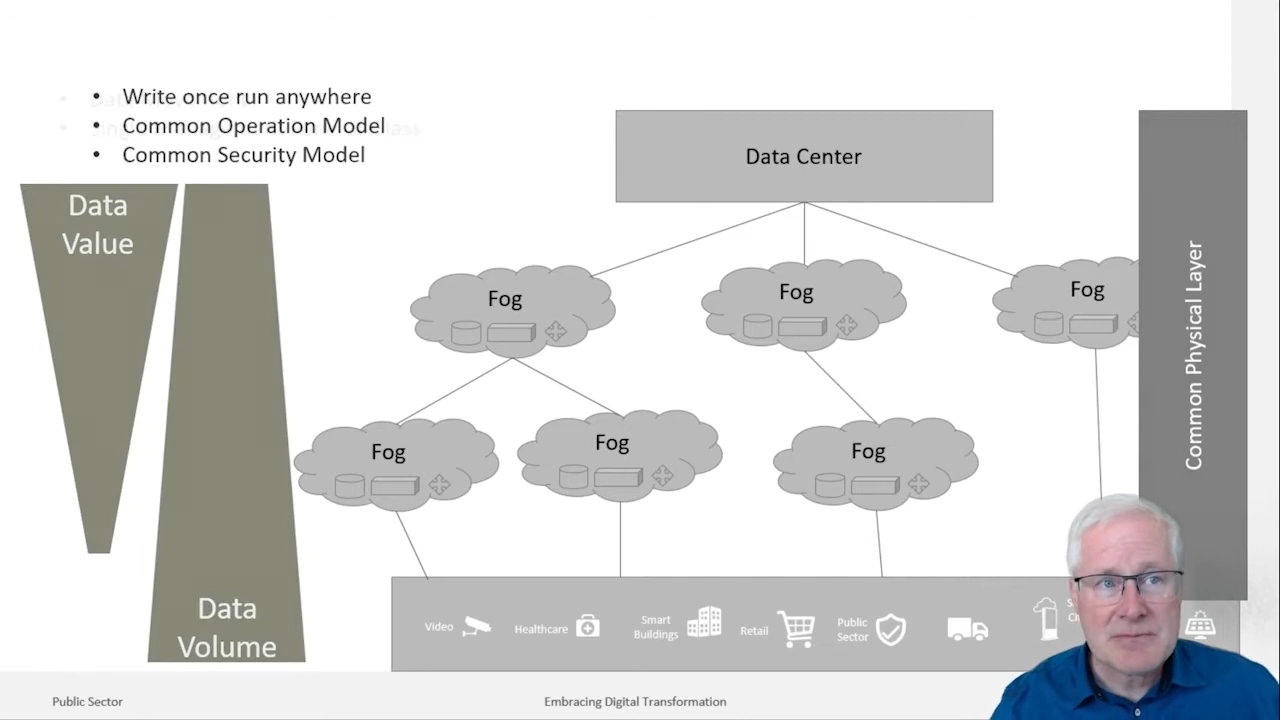 • Write once run anywhere
• Common Operation Model
• Common Security Model
Data
Value
Data
Volume
Data Center
Fog
Fog
Fog
Fog
Fog
Fog
Common Physical Layer
Video
Healthcare
Smart
Buildings
Retail
Public
Sector
Public Sector
Embracing Digital Transformation